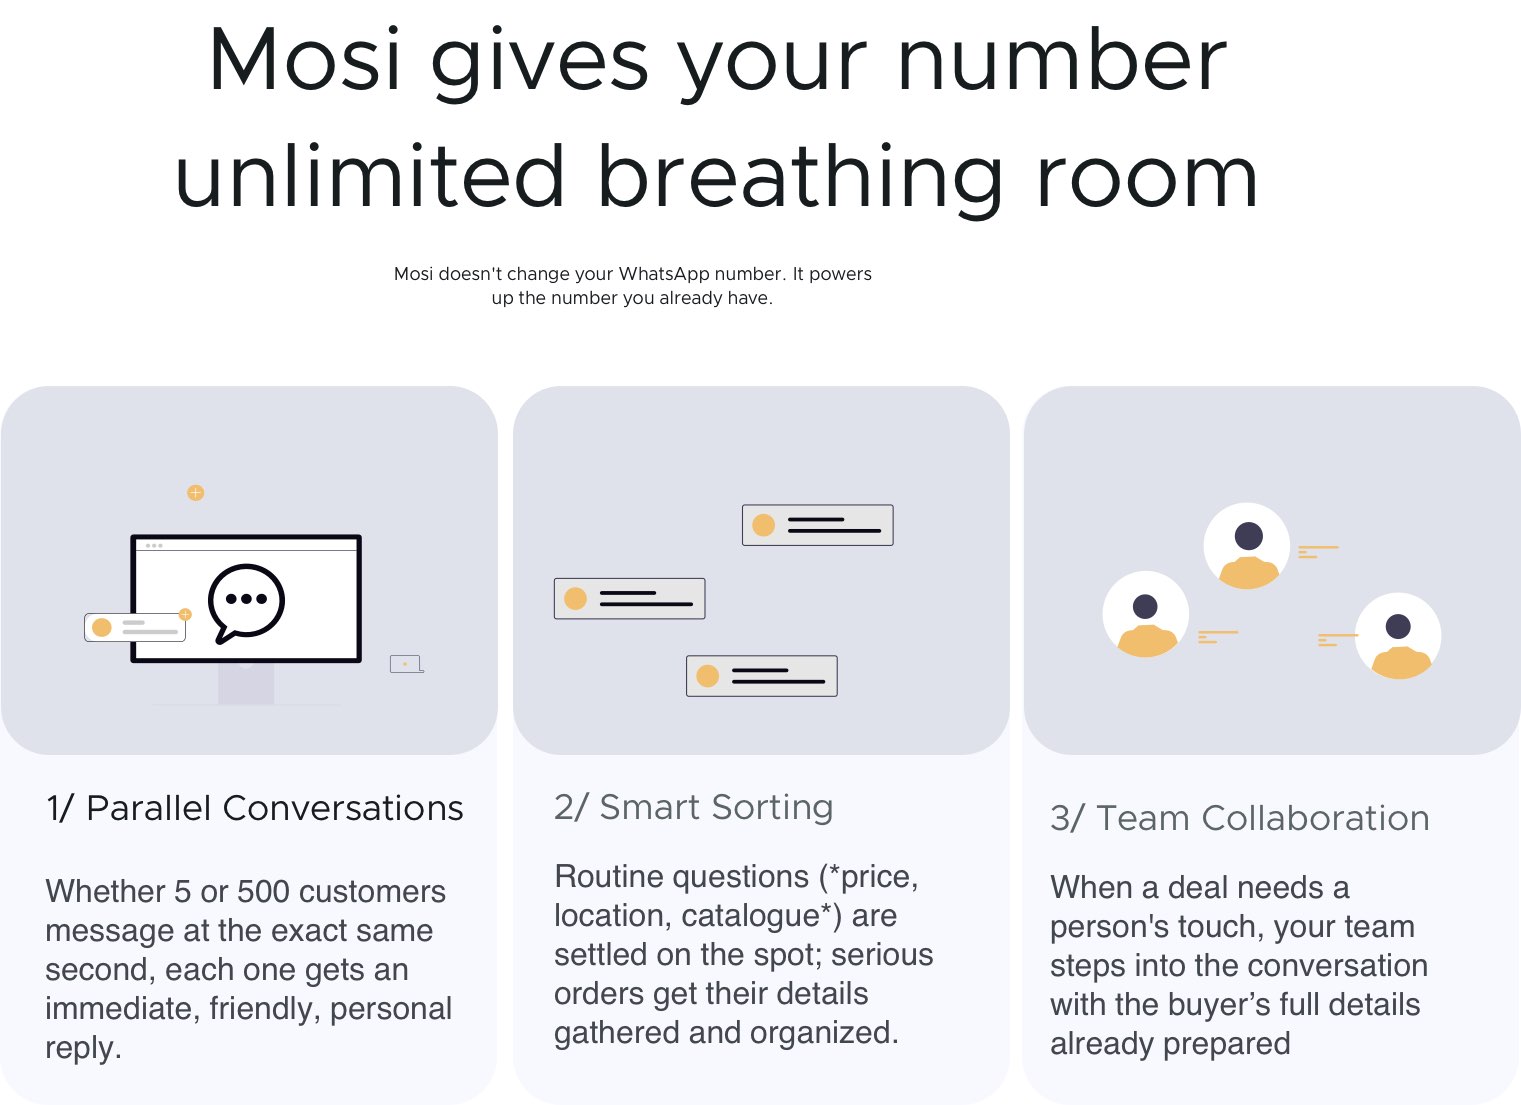 Mosi gives your number
unlimited breathing room
Mosi doesn't change your WhatsApp number. It powers
up the number you already have.
1/ Parallel Conversations
Whether 5 or 500 customers
message at the exact same
second, each one gets an
immediate, friendly, personal
reply.
2/ Smart Sorting
Routine questions (*price,
location, catalogue*) are
settled on the spot; serious
orders get their details
gathered and organized.
3/ Team Collaboration
When a deal needs a
person's touch, your team
steps into the conversation
with the buyer’s full details
already prepared